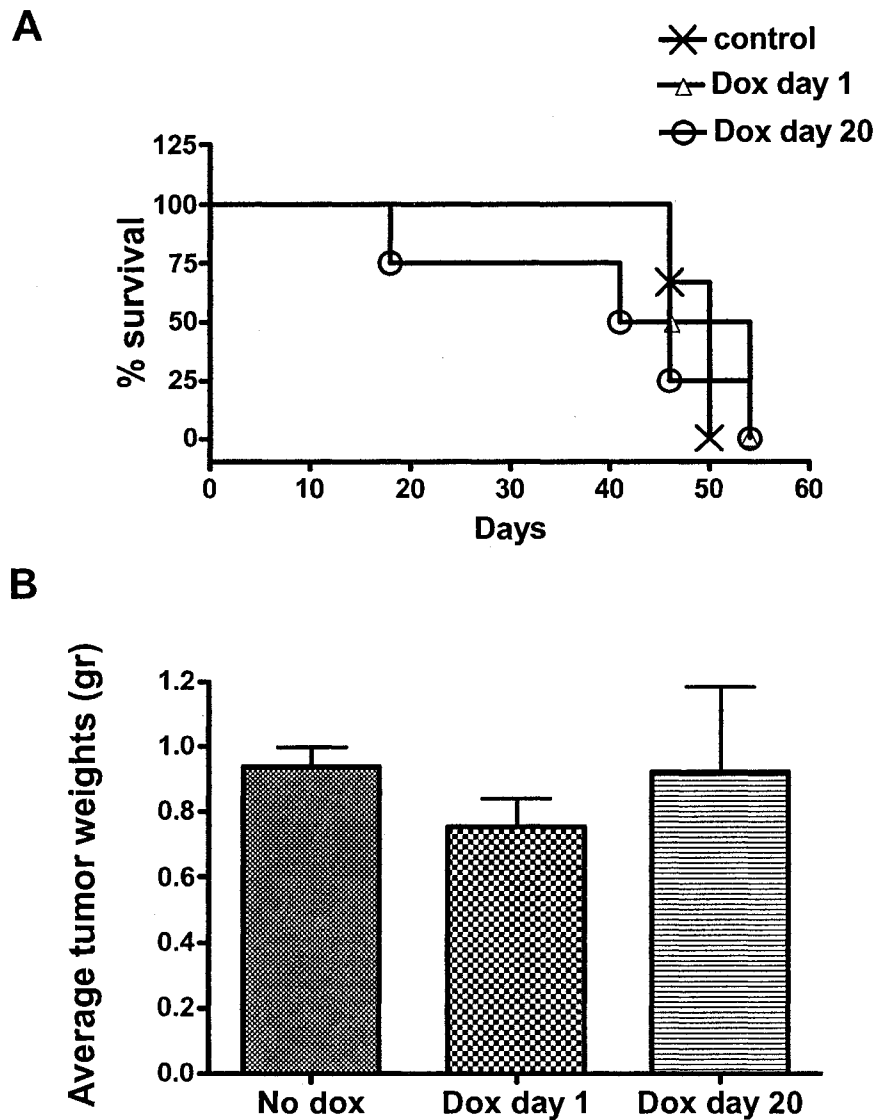 A
control
Dox day 1
Dox day 20
125
100
75
50
25
0
% survival
0 10 20 30 40 50 60
Days
B
1.2
1.0
0.8
0.6
0.4
0.2
0.0
Average tumor weights (gr)
No dox Dox day 1 Dox day 20